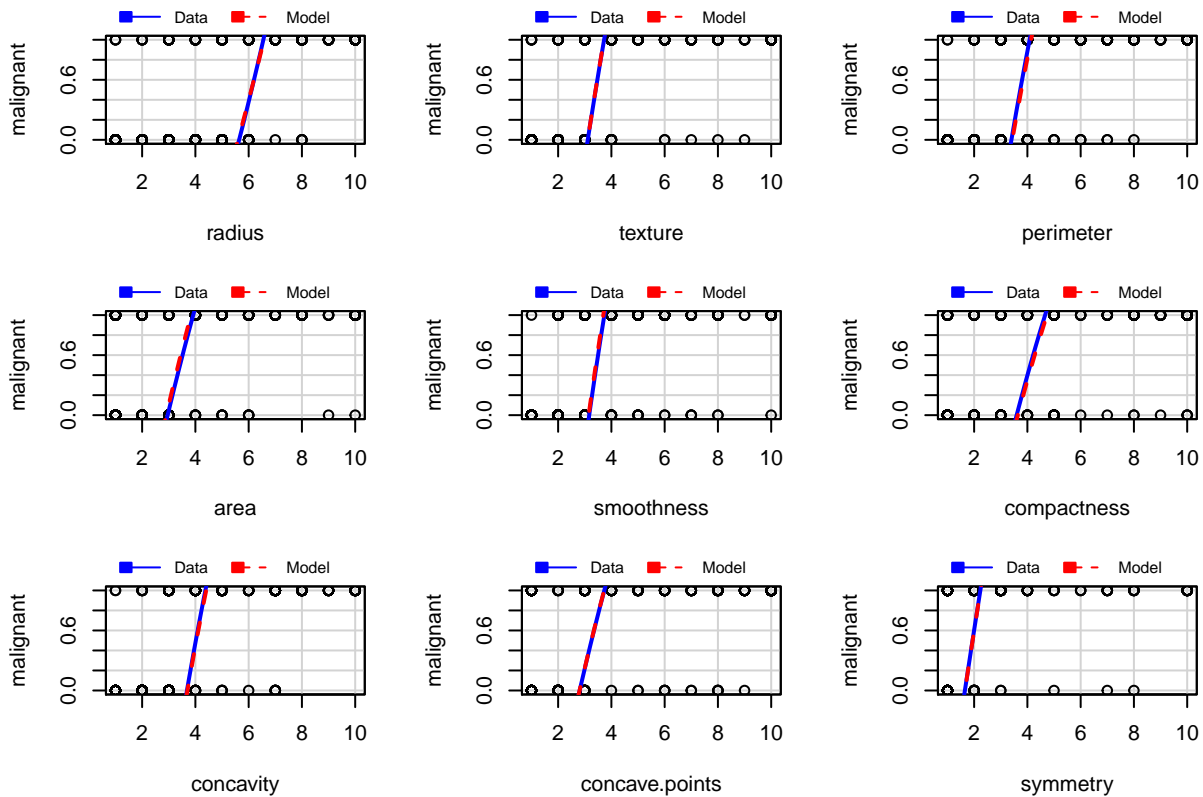 Data Model Data Model Data Model
malignant 0.0 0.6 malignant 0.0 0.6 malignant 0.0 0.6
2 4 6 8 10 2 4 6 8 10 2 4 6 8 10
radius texture perimeter
Data Model Data Model Data Model
malignant 0.0 0.6 malignant 0.0 0.6 malignant 0.0 0.6
2 4 6 8 10 2 4 6 8 10 2 4 6 8 10
area smoothness compactness
Data Model Data Model Data Model
malignant 0.0 0.6 malignant 0.0 0.6 malignant 0.0 0.6
2 4 6 8 10 2 4 6 8 10 2 4 6 8 10
concavity concave.points symmetry